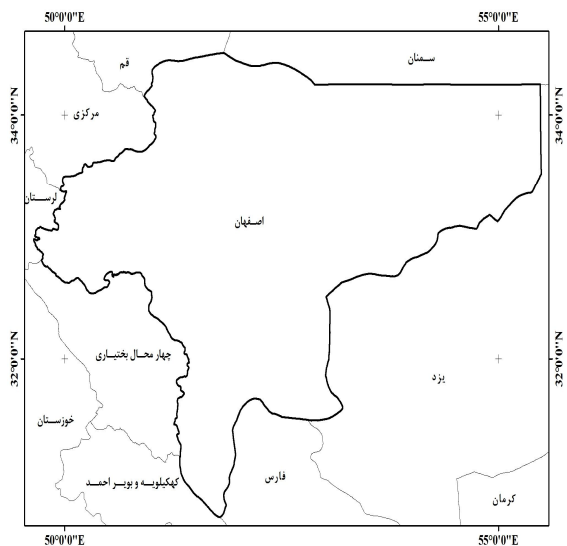 50°0'0"E 55°0'0"E
سمنان
قم
34°0'0"N 34°0'0"N
مرکزی
لرستان
اصفهان
32°0'0"N 32°0'0"N
چهار محال بختیاری
یزد
خوزستان
فارس
کهکیلویه و بویر احمد
کرمان
50°0'0"E 55°0'0"E